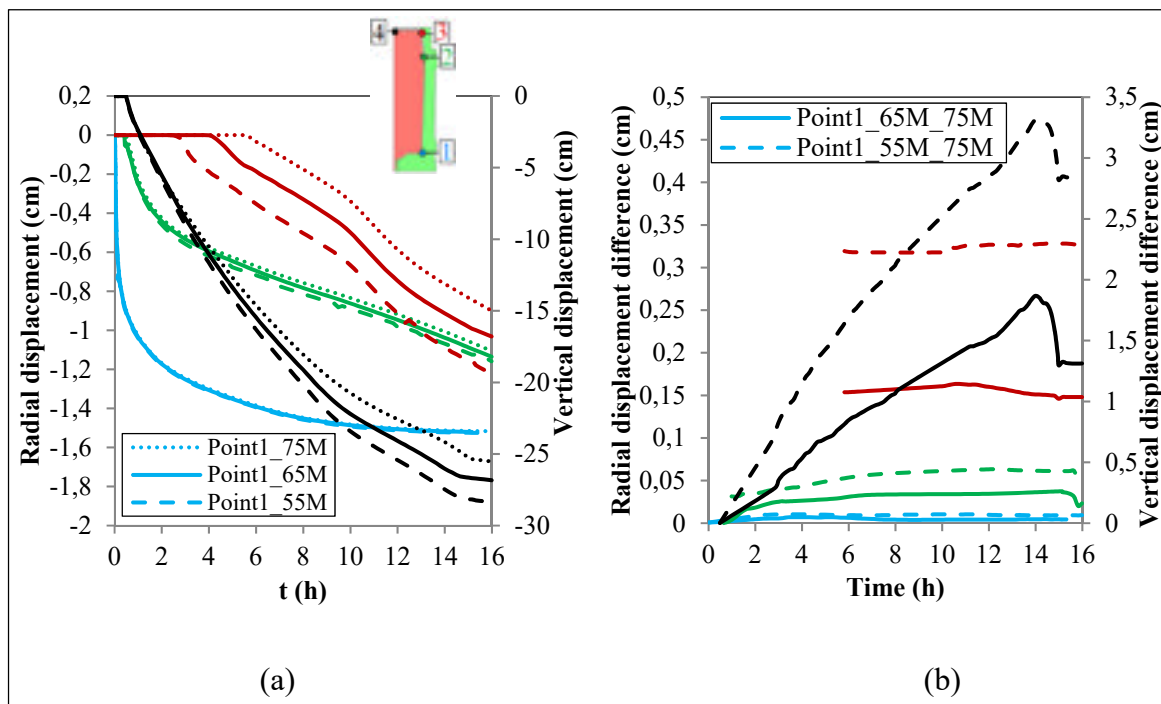 4
3
2
1
0,2
0
-0,2
-0,4
-0,6
-0,8
-1
-1,2
-1,4
-1,6
-1,8
-2
Radial displacement (cm)
0
-5
-10
-15
-20
-25
-30
Vertical displacement (cm)
Point1_75M
Point1_65M
Point1_55M
0 2 4 6 8 10 12 14 16
t (h)
(a)
0,5
0,45
0,4
0,35
0,3
0,25
0,2
0,15
0,1
0,05
0
Radial displacement difference (cm)
3,5
3
2,5
2
1,5
1
0,5
0
Vertical displacement difference (cm)
Point1_65M_75M
Point1_55M_75M
0 2 4 6 8 10 12 14 16
Time (h)
(b)